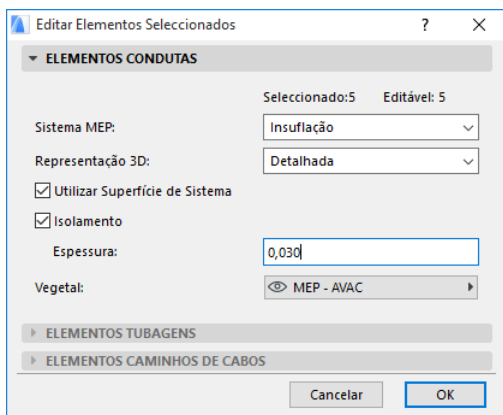 Editar Elementos Seleccionados
?
ELEMENTOS CONDUTAS
Seleccionado:5 Editável: 5
Sistema MEP: Insuflação
Representação 3D: Detalhada
Utilizar Superfície de Sistema
Isolamento
Espessura: 0,030
Vegetal: MEP - AVAC
ELEMENTOS TUBAGENS
ELEMENTOS CAMINHOS DE CABOS
Cancelar OK